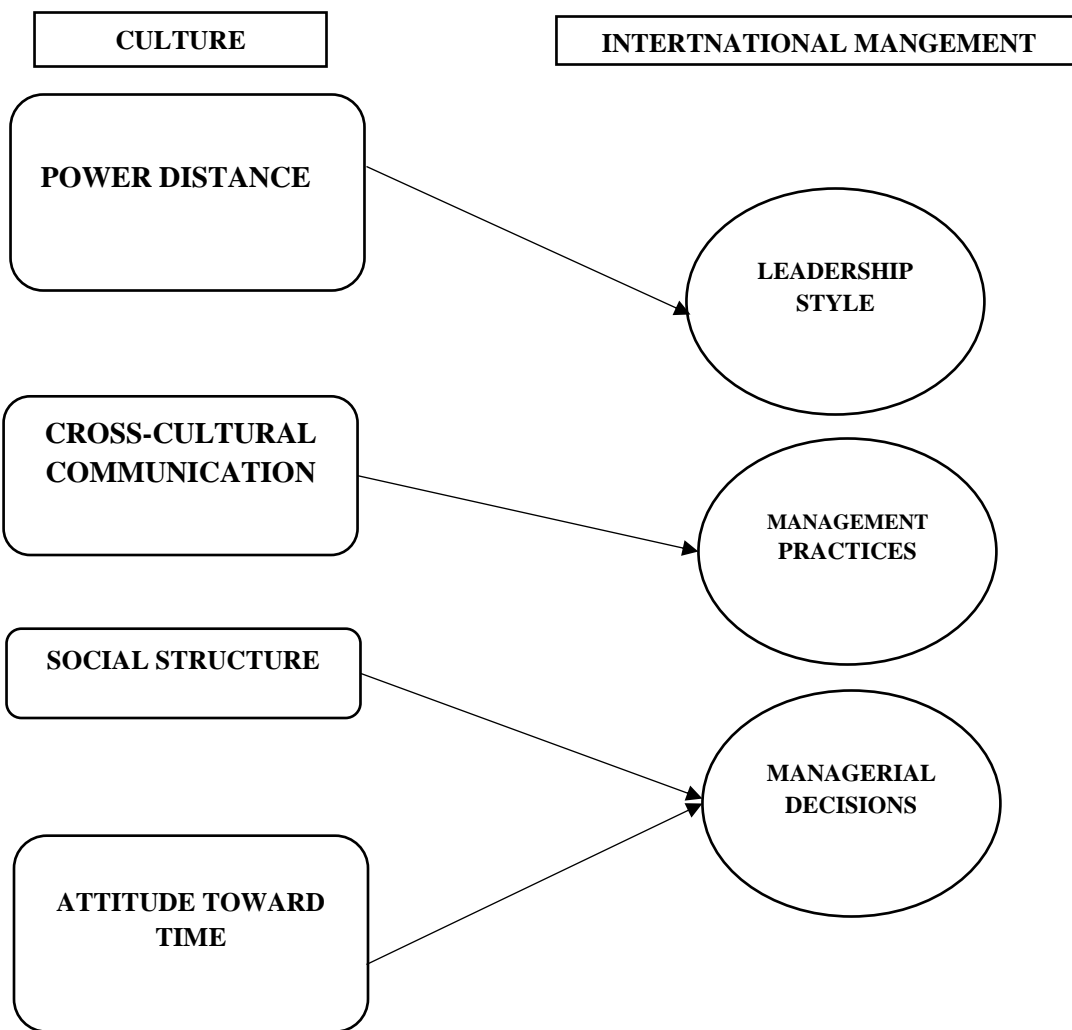 CULTURE
INTERTNATIONAL MANGEMENT
POWER DISTANCE
LEADERSHIP
STYLE
CROSS-CULTURAL
COMMUNICATION
MANAGEMENT
PRACTICES
SOCIAL STRUCTURE
MANAGERIAL
DECISIONS
ATTITUDE TOWARD
TIME